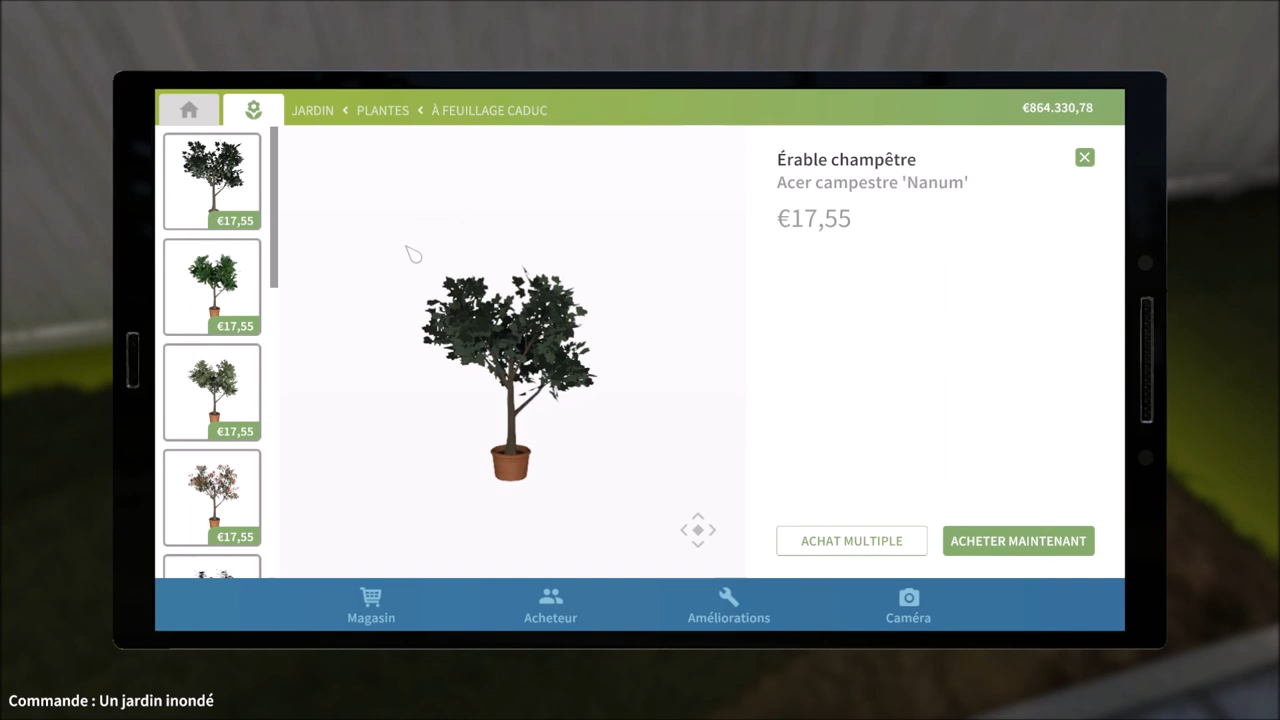 JARDIN < PLANTES < À FEUILLAGE CADUC
€864.330,78
€17,55
€17,55
€17,55
€17,55
Érable champêtre
Acer campestre 'Nanum'
€17,55
ACHAT MULTIPLE
ACHETER MAINTENANT
Magasin
Acheteur
Améliorations
Caméra
Commande : Un jardin inondé